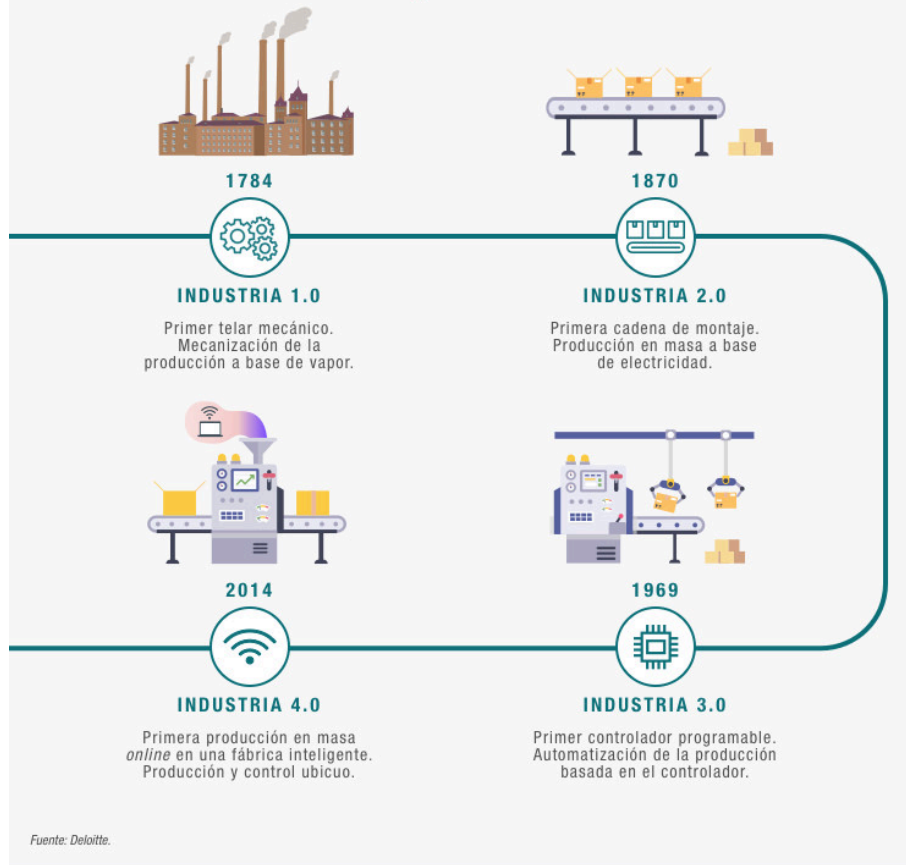 1784
INDUSTRIA 1.0
Primer telar mecánico.
Mecanización de la
producción a base de vapor.
1870
INDUSTRIA 2.0
Primera cadena de montaje.
Producción en masa a base
de electricidad.
1969
INDUSTRIA 3.0
Primer controlador programable.
Automatización de la producción
basada en el controlador.
2014
INDUSTRIA 4.0
Primera producción en masa
online en una fábrica inteligente.
Producción y control ubicuo.
Fuente: Deloitte.